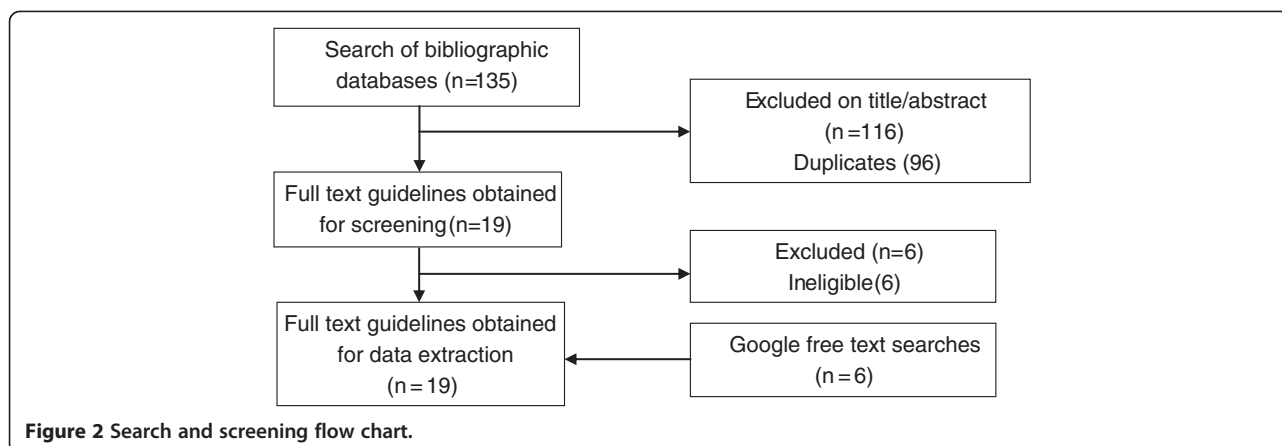 Search of bibliographic
databases (n=135)
Excluded on title/abstract
(n=116)
Duplicates (96)
Full text guidelines obtained
for screening (n=19)
Excluded (n=6)
Ineligible (6)
Full text guidelines obtained
for data extraction
(n=19)
Google free text searches
(n=6)
Figure 2 Search and screening flow chart.